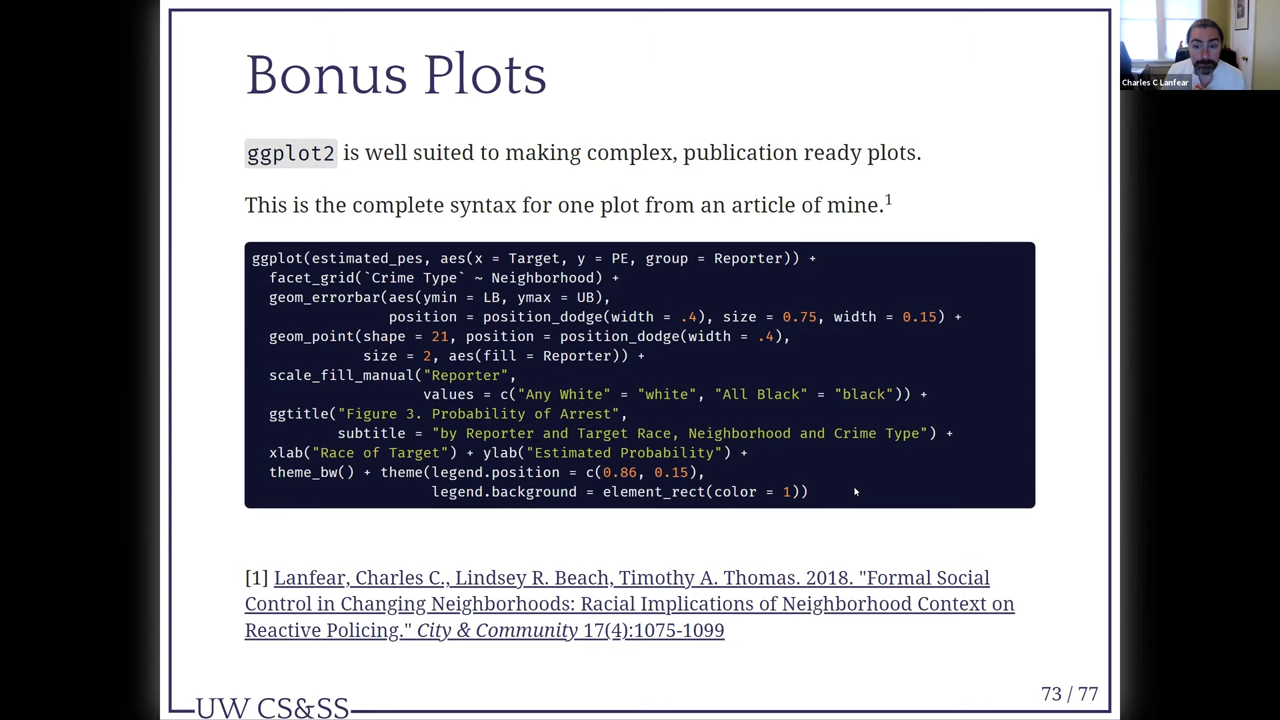 Bonus Plots
Charles C Lanfear
ggplot2 is well suited to making complex, publication ready plots.
This is the complete syntax for one plot from an article of mine.1
ggplot(estimated_pes, aes(x = Target, y = PE, group = Reporter)) +
  facet_grid(`Crime Type` ~ Neighborhood) +
  geom_errorbar(aes(ymin = LB, ymax = UB),
                position = position_dodge(width = .4), size = 0.75, width = 0.15) +
  geom_point(shape = 21, position = position_dodge(width = .4),
             size = 2, aes(fill = Reporter)) +
  scale_fill_manual("Reporter",
                    values = c("Any White" = "white", "All Black" = "black")) +
  ggtitle("Figure 3. Probability of Arrest",
          subtitle = "by Reporter and Target Race, Neighborhood and Crime Type") +
  xlab("Race of Target") + ylab("Estimated Probability") +
  theme_bw() + theme(legend.position = c(0.86, 0.15),
                     legend.background = element_rect(color = 1))
[1] Lanfear, Charles C., Lindsey R. Beach, Timothy A. Thomas. 2018. "Formal Social
Control in Changing Neighborhoods: Racial Implications of Neighborhood Context on
Reactive Policing." City & Community 17(4):1075-1099
73 / 77
UW CS&SS